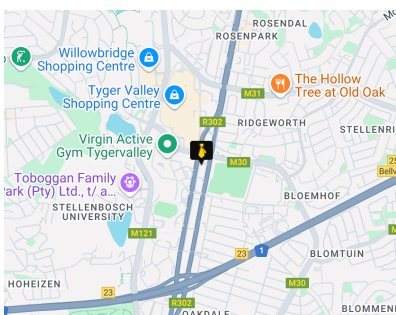 ROSENDAL
ROSENPARK
Willowbridge
Shopping Centre
The Hollow
Tree at Old Oak
Tyger Valley
Shopping Centre
M31
R302
RIDGEWORTH
STELLENRI
Virgin Active
Gym Tygervalley
M30
25
Bellv
Toboggan Family
Park (Pty) Ltd., t/ a...
BLOEMHOF
STELLENBOSCH
UNIVERSITY
M121
23
1
BLOMTUIN
HOHEIZEN
M30
23
R302
OAKDALE
BLOMMEN